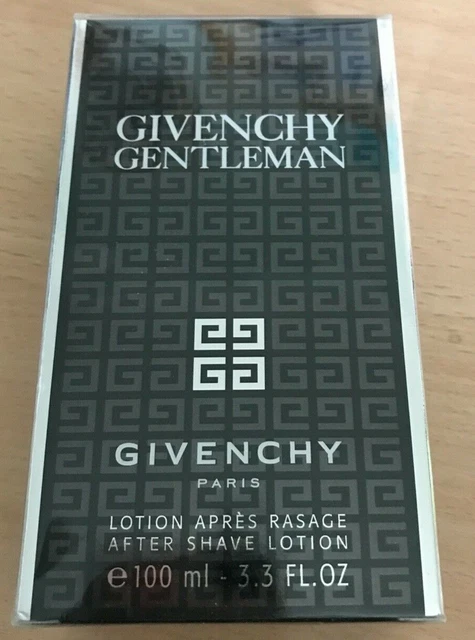 GIVENCHY
GENTLEMAN
GIVENCHY
PARIS
LOTION APRÈS RASAGE
AFTER SHAVE LOTION
℮100 ml - 3.3 FL.OZ